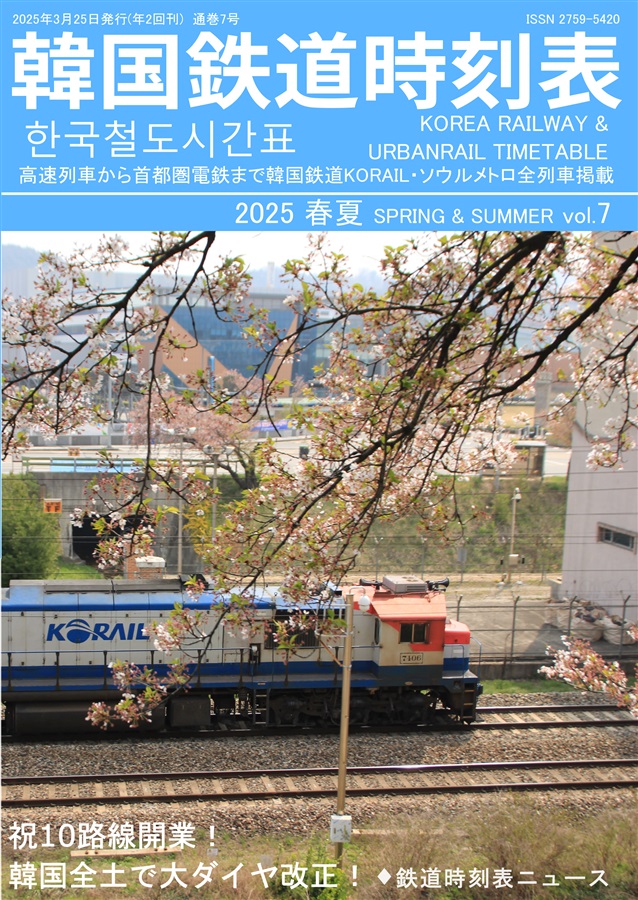 2025年3月25日発行(年2回刊) 通巻7号
ISSN 2759-5420
韓国鉄道時刻表
한국철도시간표
KOREA RAILWAY &
URBANRAIL TIMETABLE
高速列車から首都圏電鉄まで韓国鉄道KORAIL・ソウルメトロ全列車掲載
2025 春夏 SPRING & SUMMER vol.7
KORAIL
7406
祝10路線開業！
韓国全土で大ダイヤ改正！ ◆鉄道時刻表ニュース